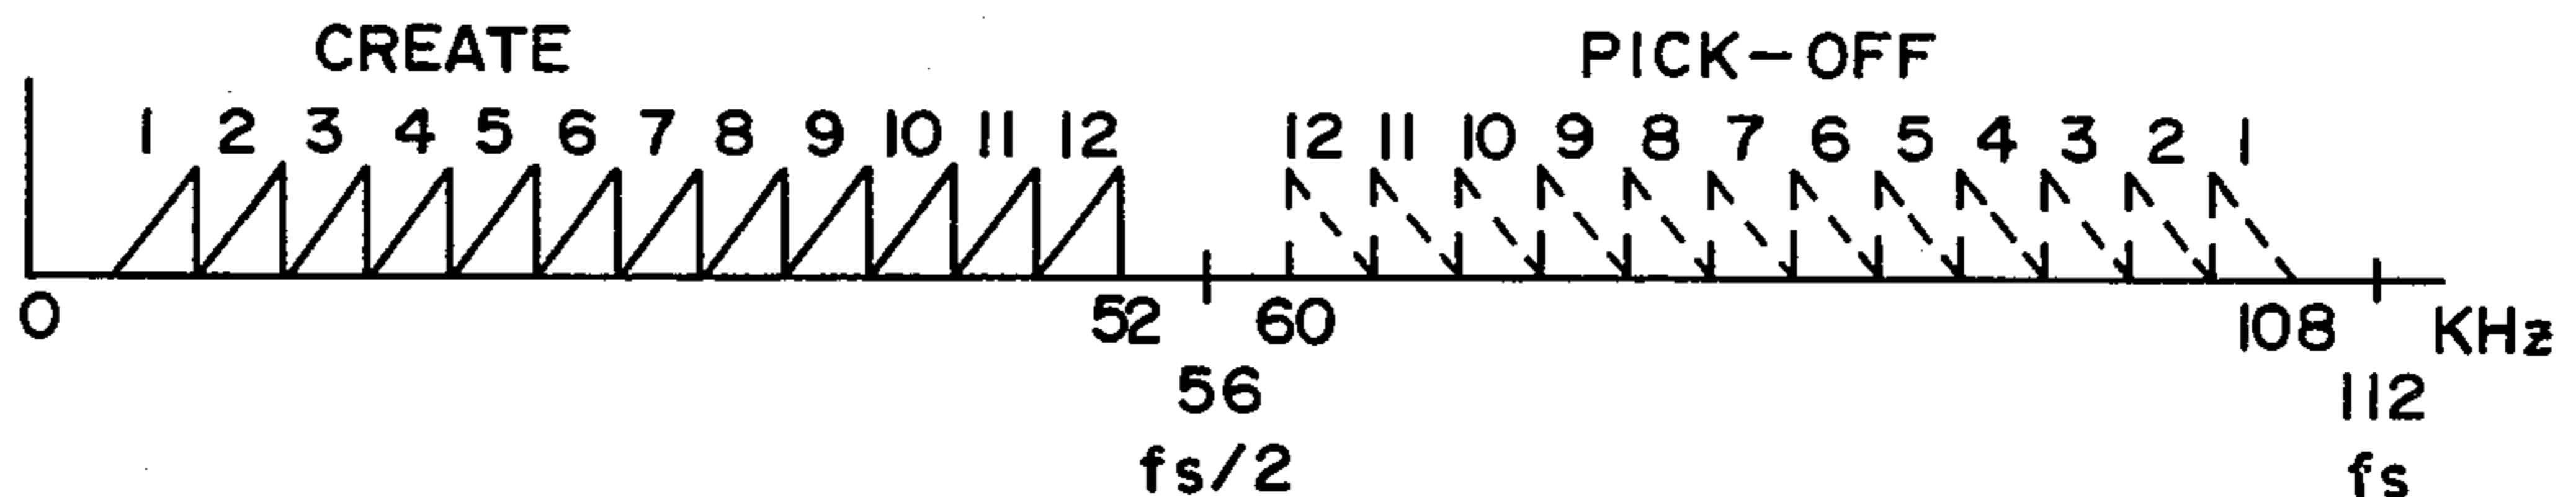 CREATE PICK-OFF
1 2 3 4 5 6 7 8 9 10 11 12 12 11 10 9 8 7 6 5 4 3 2 1
0 52 60 108 KHz
56 112
fs/2 fs